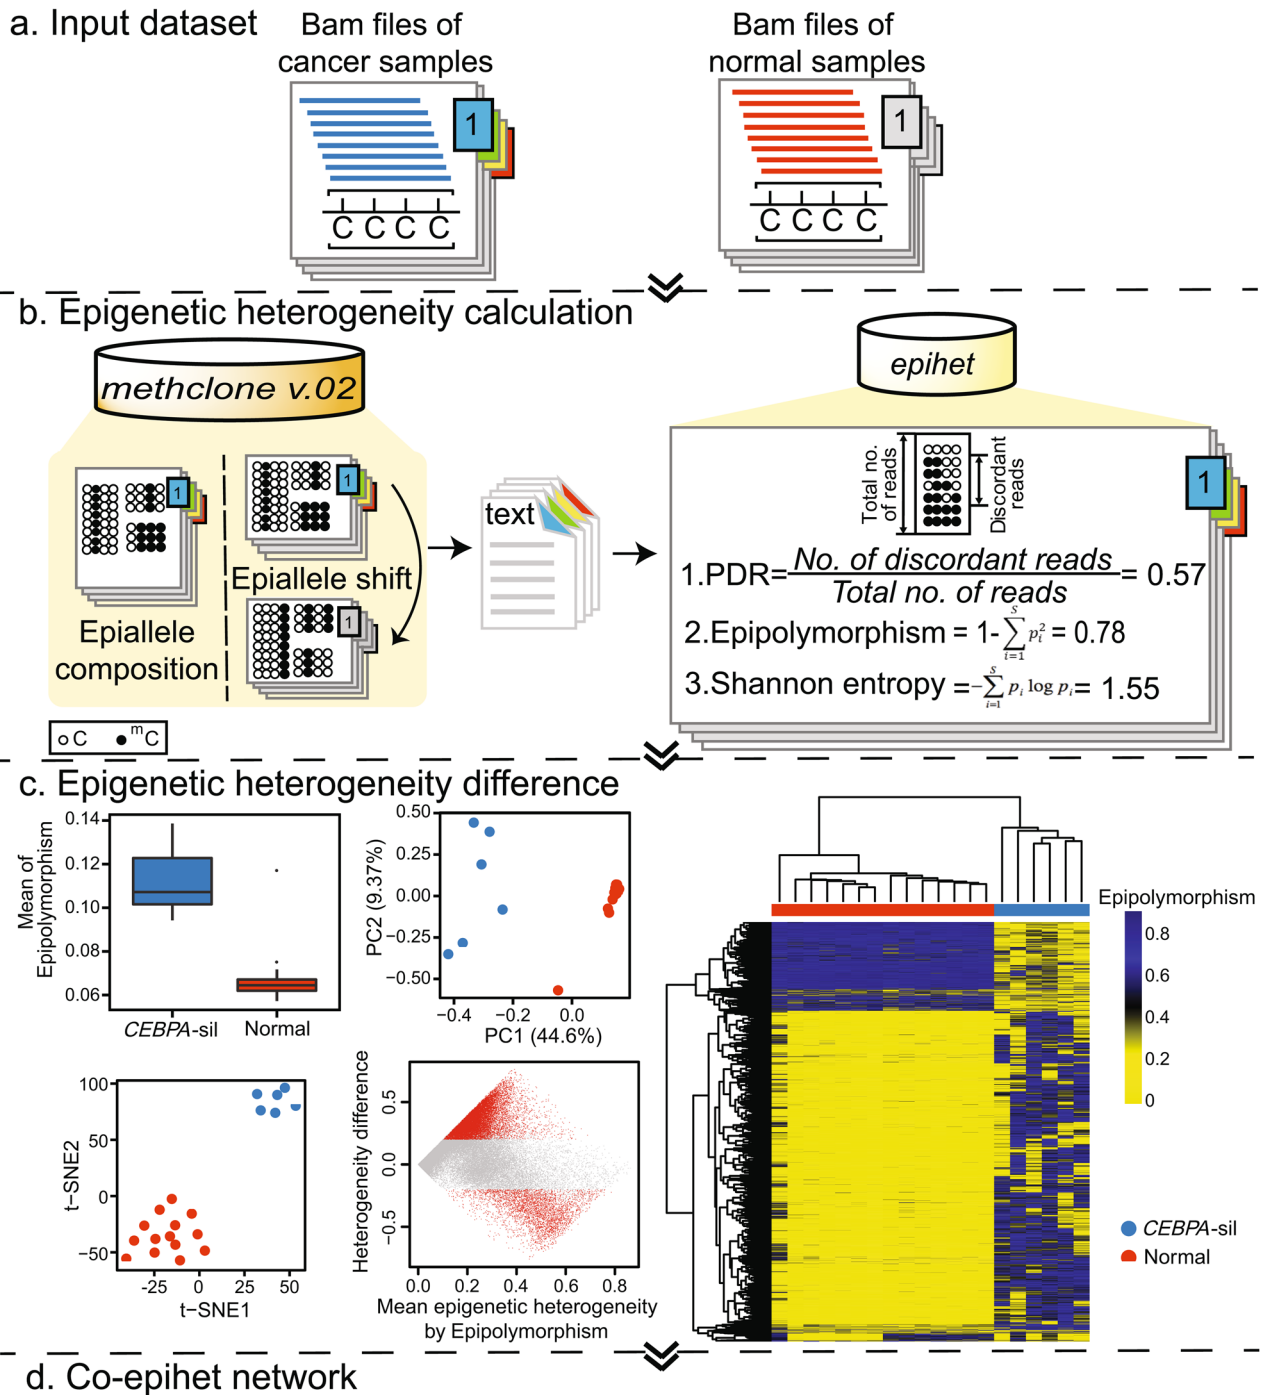 a. Input dataset
Bam files of
cancer samples
Bam files of
normal samples
1
1
C C C C
C C C C
b. Epigenetic heterogeneity calculation
methclone v.02
epihet
1
1
Epiallele
composition
Epiallele shift
1
text
Total no.
of reads
Discordant
reads
1
1.PDR=No. of discordant reads
Total no. of reads
= 0.57
2.Epipolymorphism = 1-∑ s i=1 p_i^2 = 0.78
3.Shannon entropy =-∑ s i=1 p_i log p_i = 1.55
C mC
c. Epigenetic heterogeneity difference
Mean of
Epipolymorphism
0.14
0.12
0.10
0.08
0.06
CEBPA-sil Normal
PC2 (9.37%)
0.50
0.25
0.00
−0.25
−0.50
−0.4 −0.2 0.0
PC1 (44.6%)
Epipolymorphism
0.8
0.6
0.4
0.2
0
t−SNE2
100
50
0
−50
-25 0 25 50
t−SNE1
Heterogeneity difference
0.5
0.0
−0.5
0.0 0.2 0.4 0.6 0.8
Mean epigenetic heterogeneity
by Epipolymorphism
CEBPA-sil
Normal
d. Co-epihet network